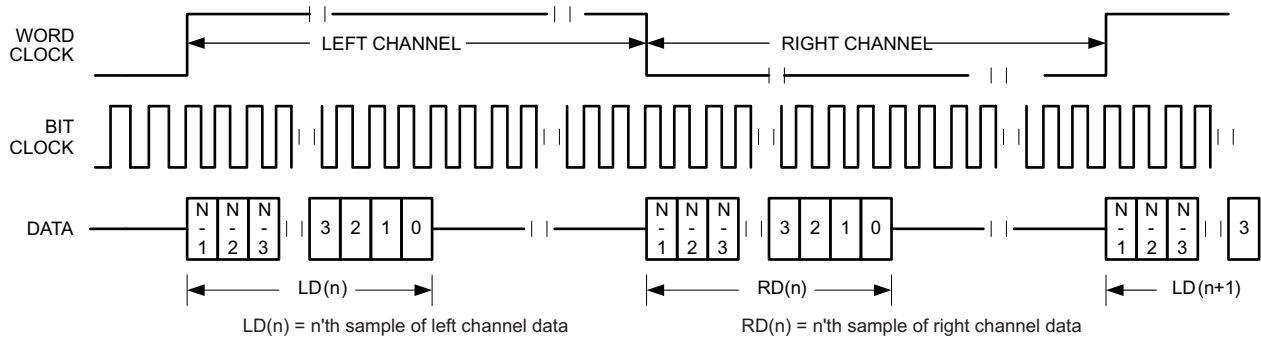 WORD
CLOCK
LEFT CHANNEL
RIGHT CHANNEL
BIT
CLOCK
DATA
N-1 N-2 N-3 3 2 1 0 N-1 N-2 N-3 3 2 1 0 N-1 N-2 N-3 3
LD(n) RD(n) LD(n+1)
LD(n) = n'th sample of left channel data
RD(n) = n'th sample of right channel data